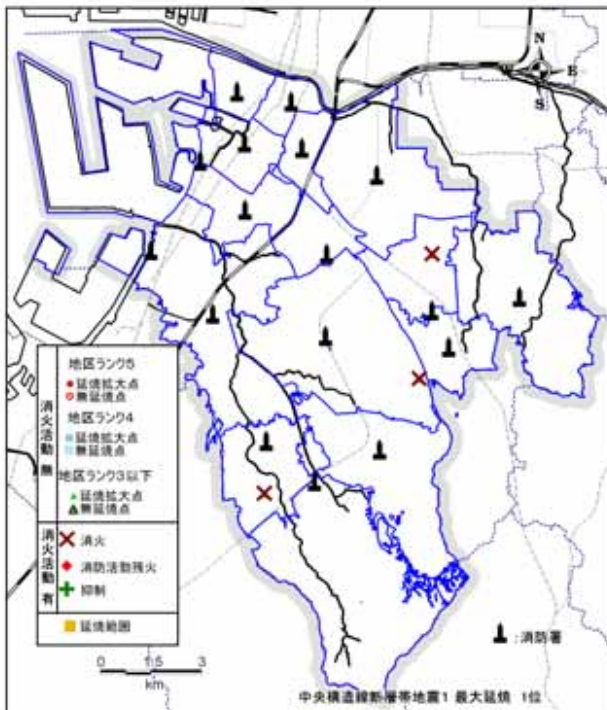 N
E
S
消火活動 無
地区ランク5
延焼拡大点
無延焼点
地区ランク4
延焼拡大点
無延焼点
地区ランク3以下
延焼拡大点
無延焼点
消火活動 有
消火
消防活動残火
抑制
延焼範囲
0 1.5 3
km
:消防署
中央構造線断層帯地震1 最大延焼 1位